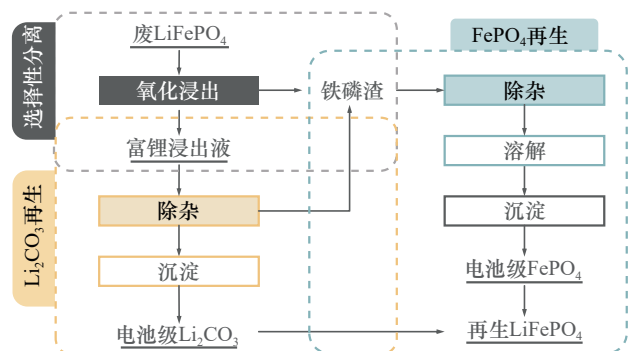 选择性分离
废LiFePO₄
氧化浸出
富锂浸出液
Li₂CO₃再生
除杂
沉淀
电池级Li₂CO₃
铁磷渣
FePO₄再生
除杂
溶解
沉淀
电池级FePO₄
再生LiFePO₄